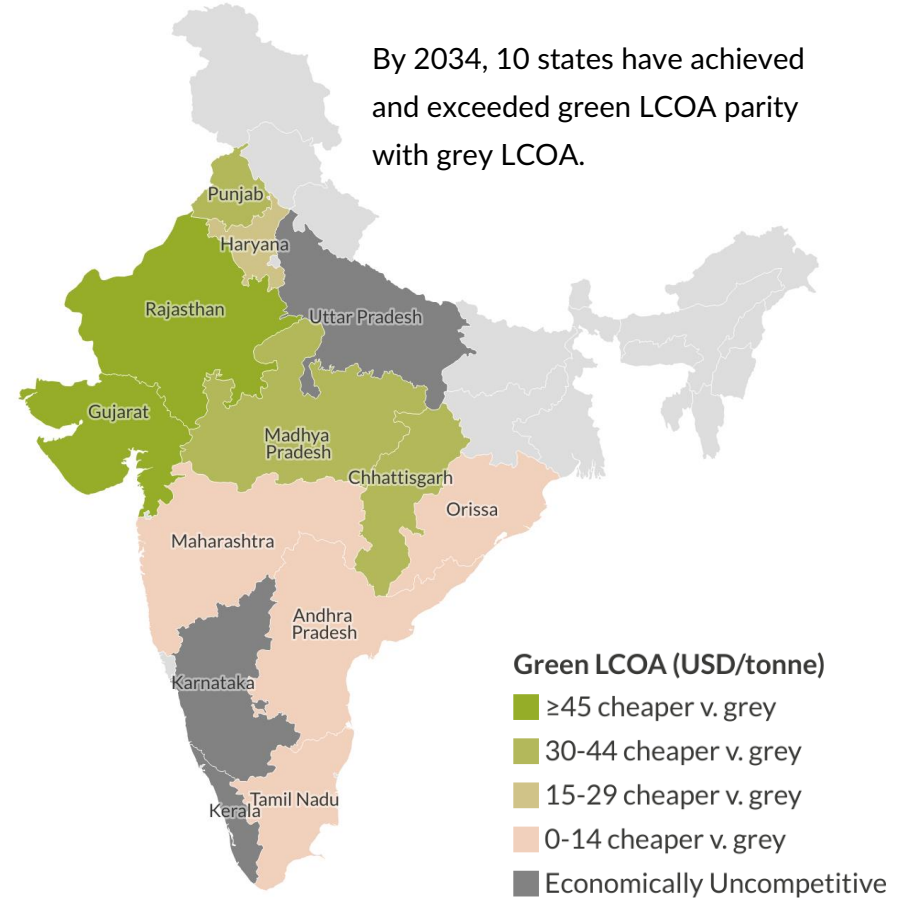 By 2034, 10 states have achieved
and exceeded green LCOA parity
with grey LCOA.
Punjab
Haryana
Rajasthan
Uttar Pradesh
Gujarat
Madhya
Pradesh
Chhattisgarh
Orissa
Maharashtra
Andhra
Pradesh
Karnataka
Tamil Nadu
Kerala
Green LCOA (USD/tonne)
≥45 cheaper v. grey
30-44 cheaper v. grey
15-29 cheaper v. grey
0-14 cheaper v. grey
Economically Uncompetitive